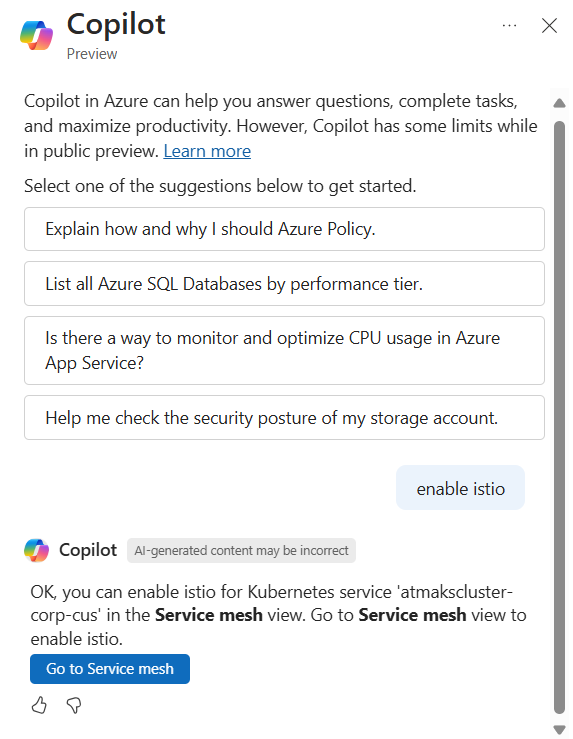 Copilot
Preview
Copilot in Azure can help you answer questions, complete tasks,
and maximize productivity. However, Copilot has some limits while
in public preview. Learn more
Select one of the suggestions below to get started.
Explain how and why I should Azure Policy.
List all Azure SQL Databases by performance tier.
Is there a way to monitor and optimize CPU usage in Azure
App Service?
Help me check the security posture of my storage account.
enable istio
Copilot AI-generated content may be incorrect
OK, you can enable istio for Kubernetes service 'atmakscluster-
corp-cus' in the Service mesh view. Go to Service mesh view to
enable istio.
Go to Service mesh